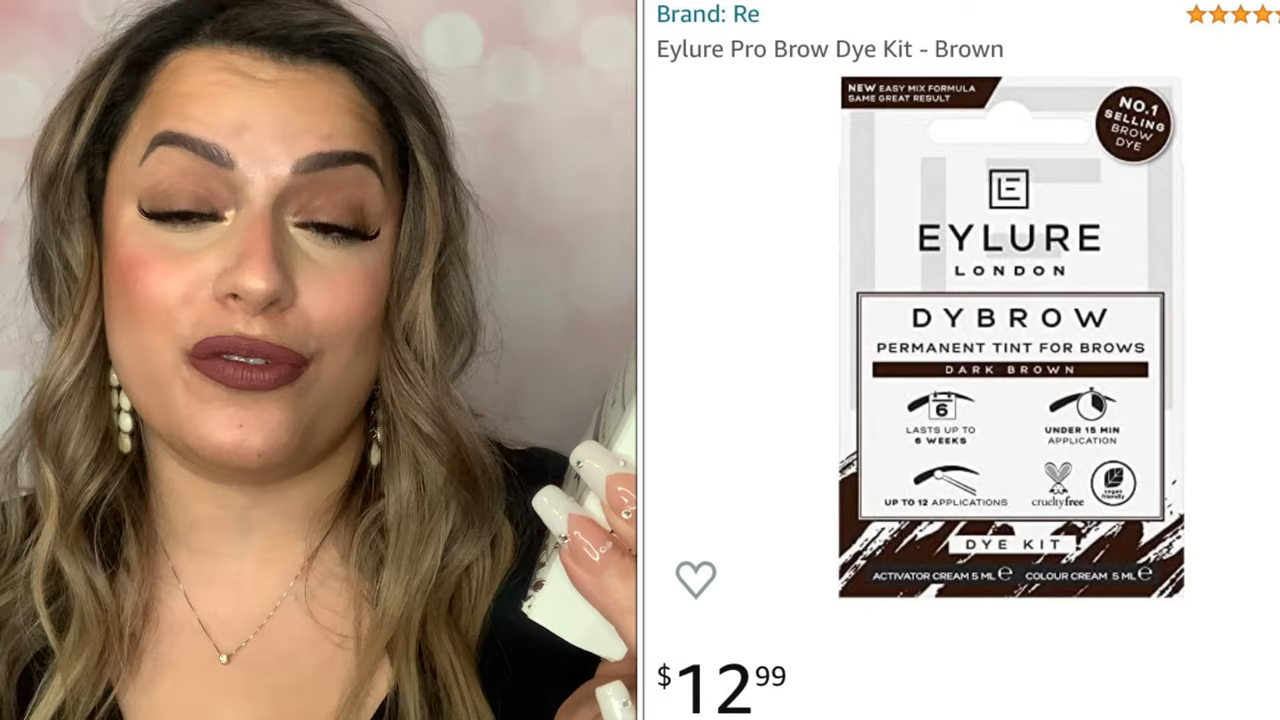 Brand: Re
Eylure Pro Brow Dye Kit - Brown
NEW EASY MIX FORMULA
SAME GREAT RESULT
NO.1
SELLING
BROW
DYE
E
EYLURE
LONDON
DYBROW
PERMANENT TINT FOR BROWS
DARK BROWN
6
LASTS UP TO
6 WEEKS
UNDER 15 MIN
APPLICATION
UP TO 12 APPLICATIONS
crueltyfree
vegan
friendly
DYE KIT
ACTIVATOR CREAM 5 ML ℮ COLOUR CREAM 5 ML ℮
$12.99